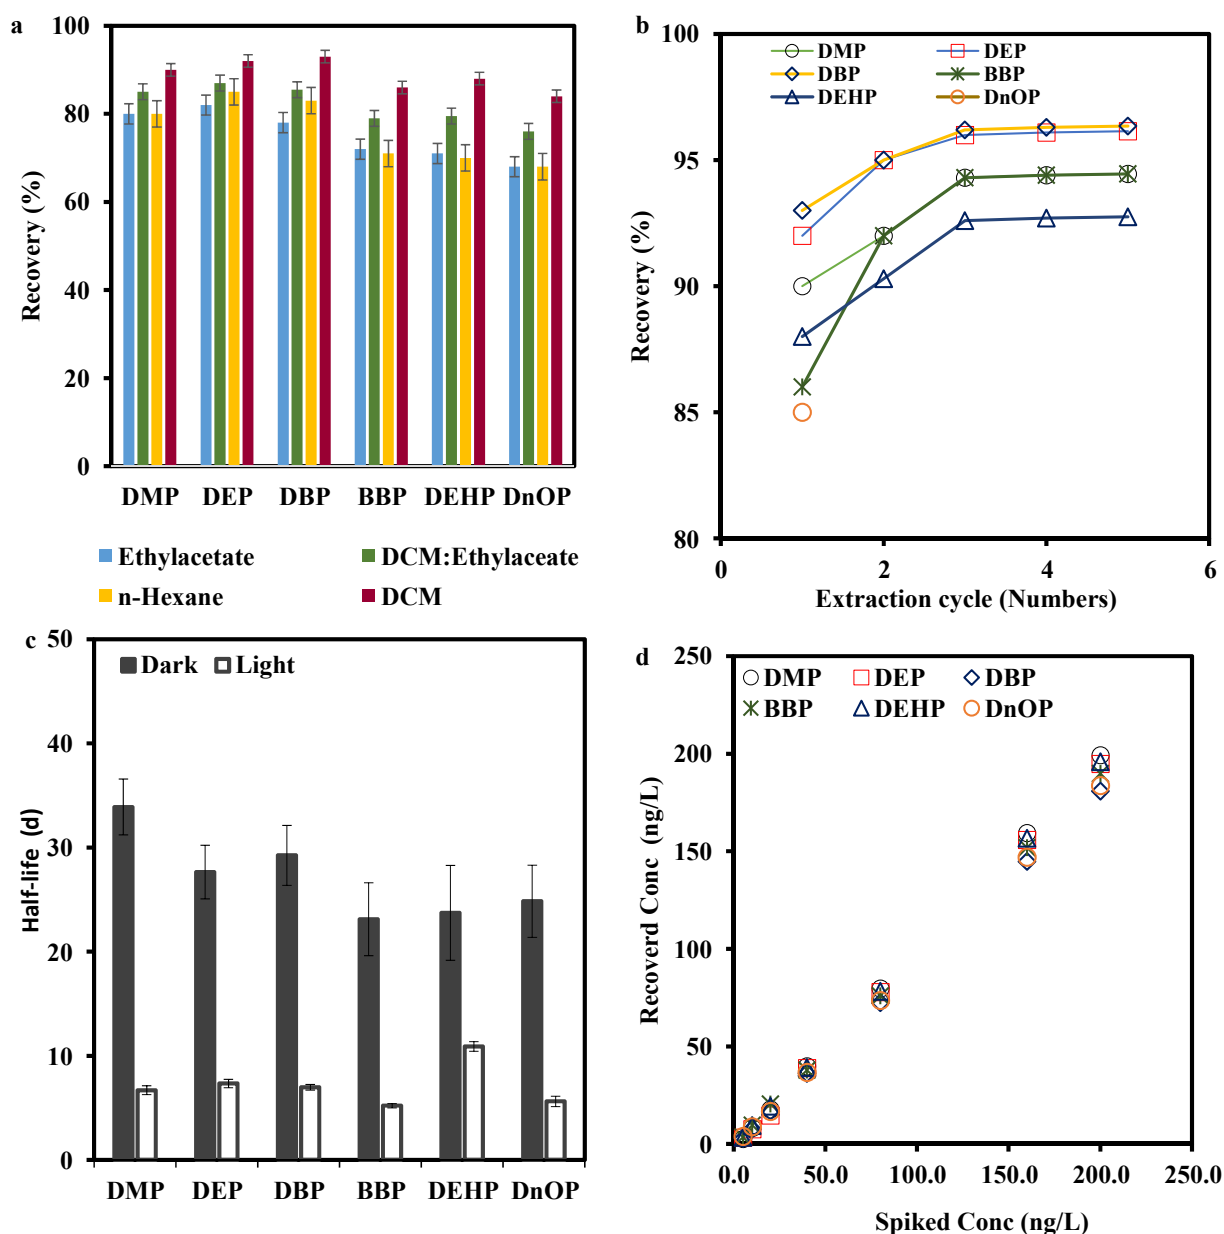 a
100
80
60
40
20
0
Recovery (%)
DMP DEP DBP BBP DEHP DnOP
Ethylacetate DCM:Ethylaceate
n-Hexane DCM
b
100
95
90
85
80
Recovery (%)
DMP DEP
DBP BBP
DEHP DnOP
0 2 4 6
Extraction cycle (Numbers)
c
50
40
30
20
10
0
Half-life (d)
Dark Light
DMP DEP DBP BBP DEHP DnOP
d
250
200
150
100
50
0
Recoverd Conc (ng/L)
DMP DEP DBP
BBP DEHP DnOP
0.0 50.0 100.0 150.0 200.0 250.0
Spiked Conc (ng/L)